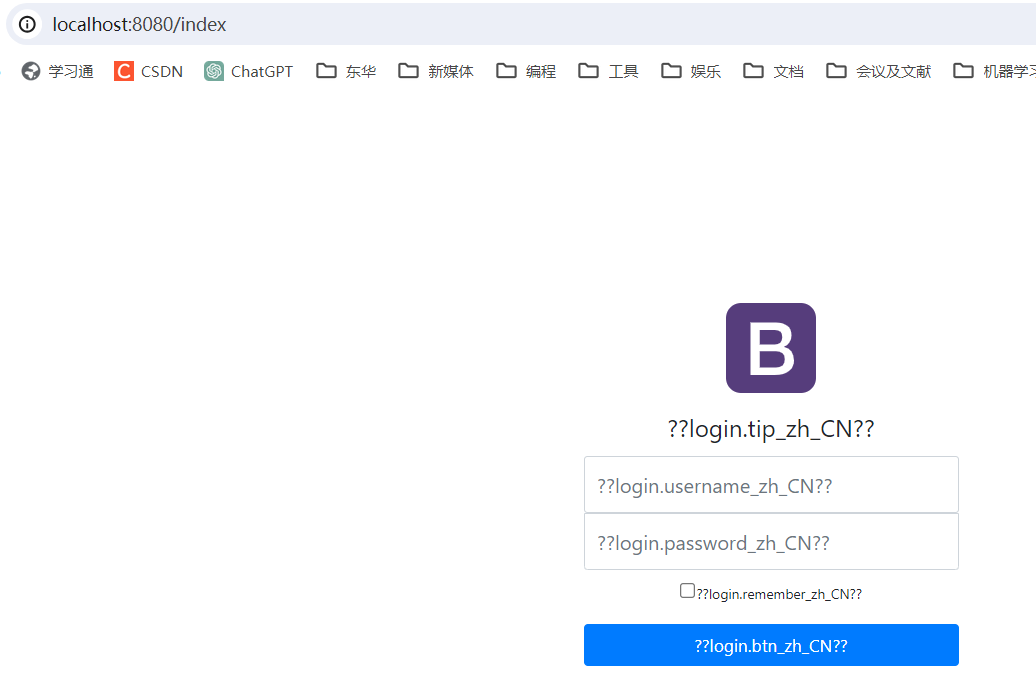 localhost:8080/index
学习通 CSDN ChatGPT 东华 新媒体 编程 工具 娱乐 文档 会议及文献 机器学习
B
??login.tip_zh_CN??
??login.username_zh_CN??
??login.password_zh_CN??
??login.remember_zh_CN??
??login.btn_zh_CN??